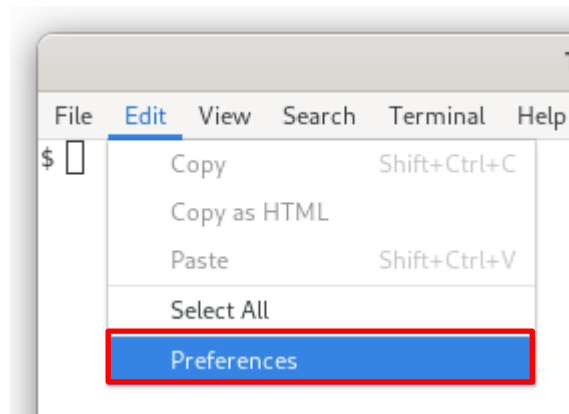 File Edit View Search Terminal Help
$
Copy Shift+Ctrl+C
Copy as HTML
Paste Shift+Ctrl+V
Select All
Preferences